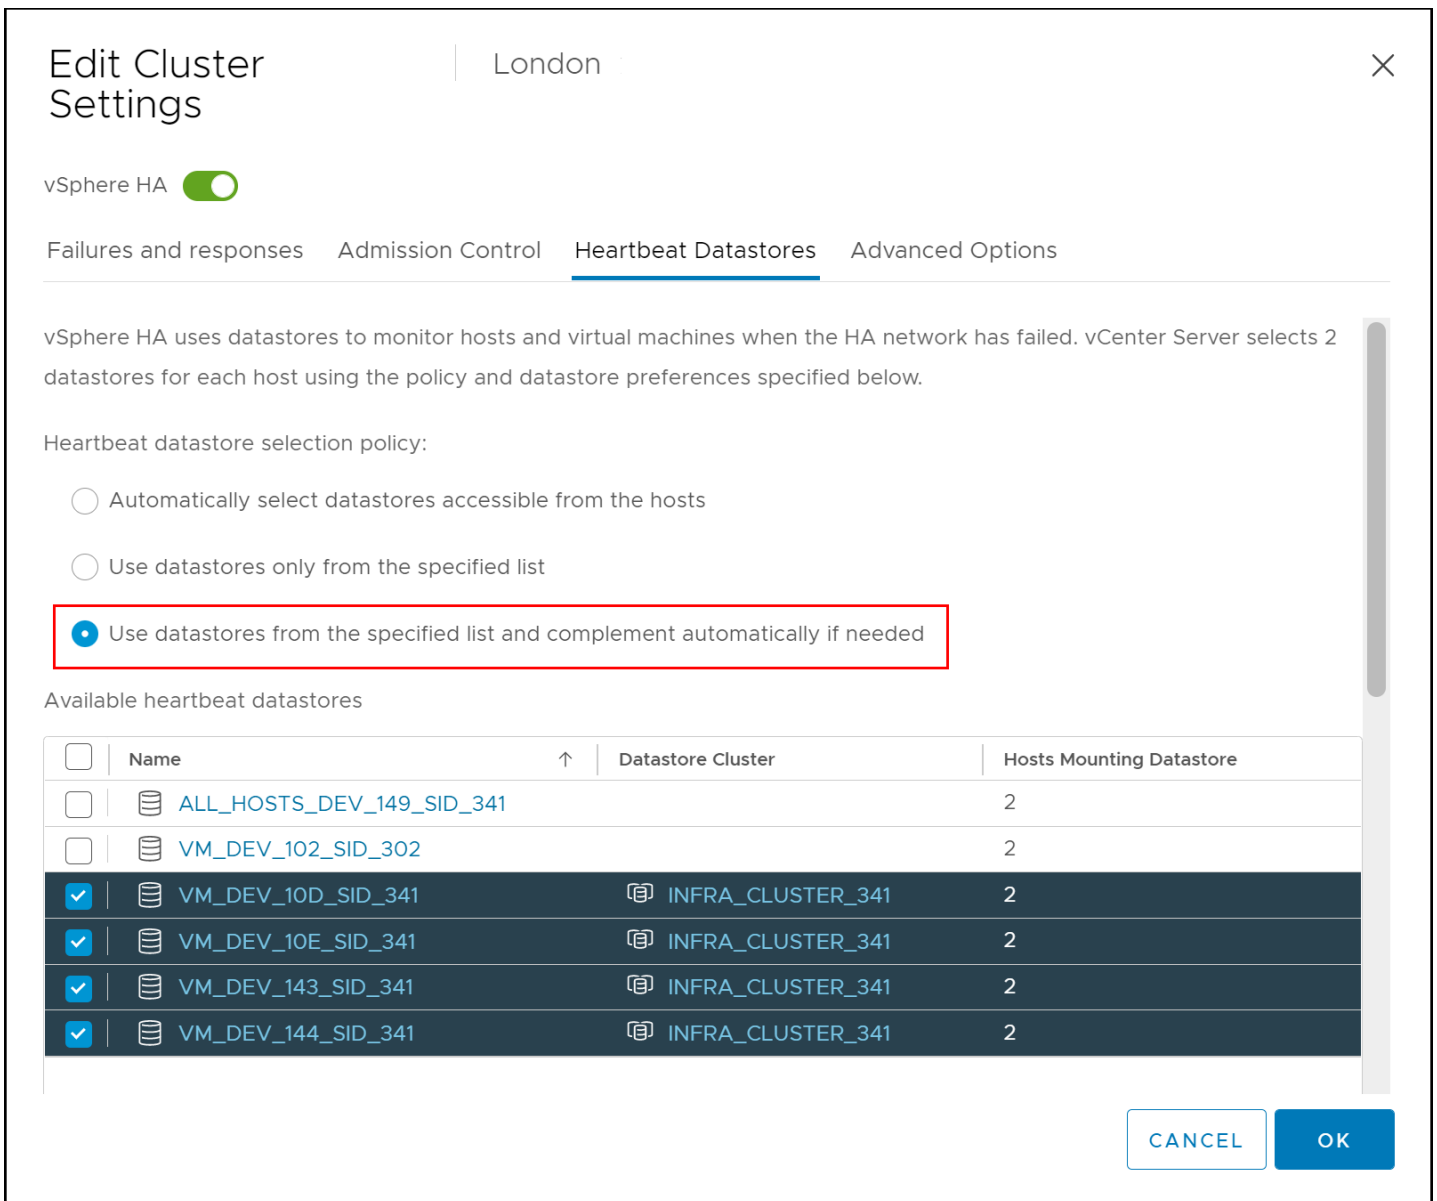 Edit Cluster
Settings
London
vSphere HA
Failures and responses Admission Control Heartbeat Datastores Advanced Options
vSphere HA uses datastores to monitor hosts and virtual machines when the HA network has failed. vCenter Server selects 2
datastores for each host using the policy and datastore preferences specified below.
Heartbeat datastore selection policy:
Automatically select datastores accessible from the hosts
Use datastores only from the specified list
Use datastores from the specified list and complement automatically if needed
Available heartbeat datastores
Name ↑ Datastore Cluster Hosts Mounting Datastore
ALL_HOSTS_DEV_149_SID_341 2
VM_DEV_102_SID_302 2
VM_DEV_10D_SID_341 INFRA_CLUSTER_341 2
VM_DEV_10E_SID_341 INFRA_CLUSTER_341 2
VM_DEV_143_SID_341 INFRA_CLUSTER_341 2
VM_DEV_144_SID_341 INFRA_CLUSTER_341 2
CANCEL OK